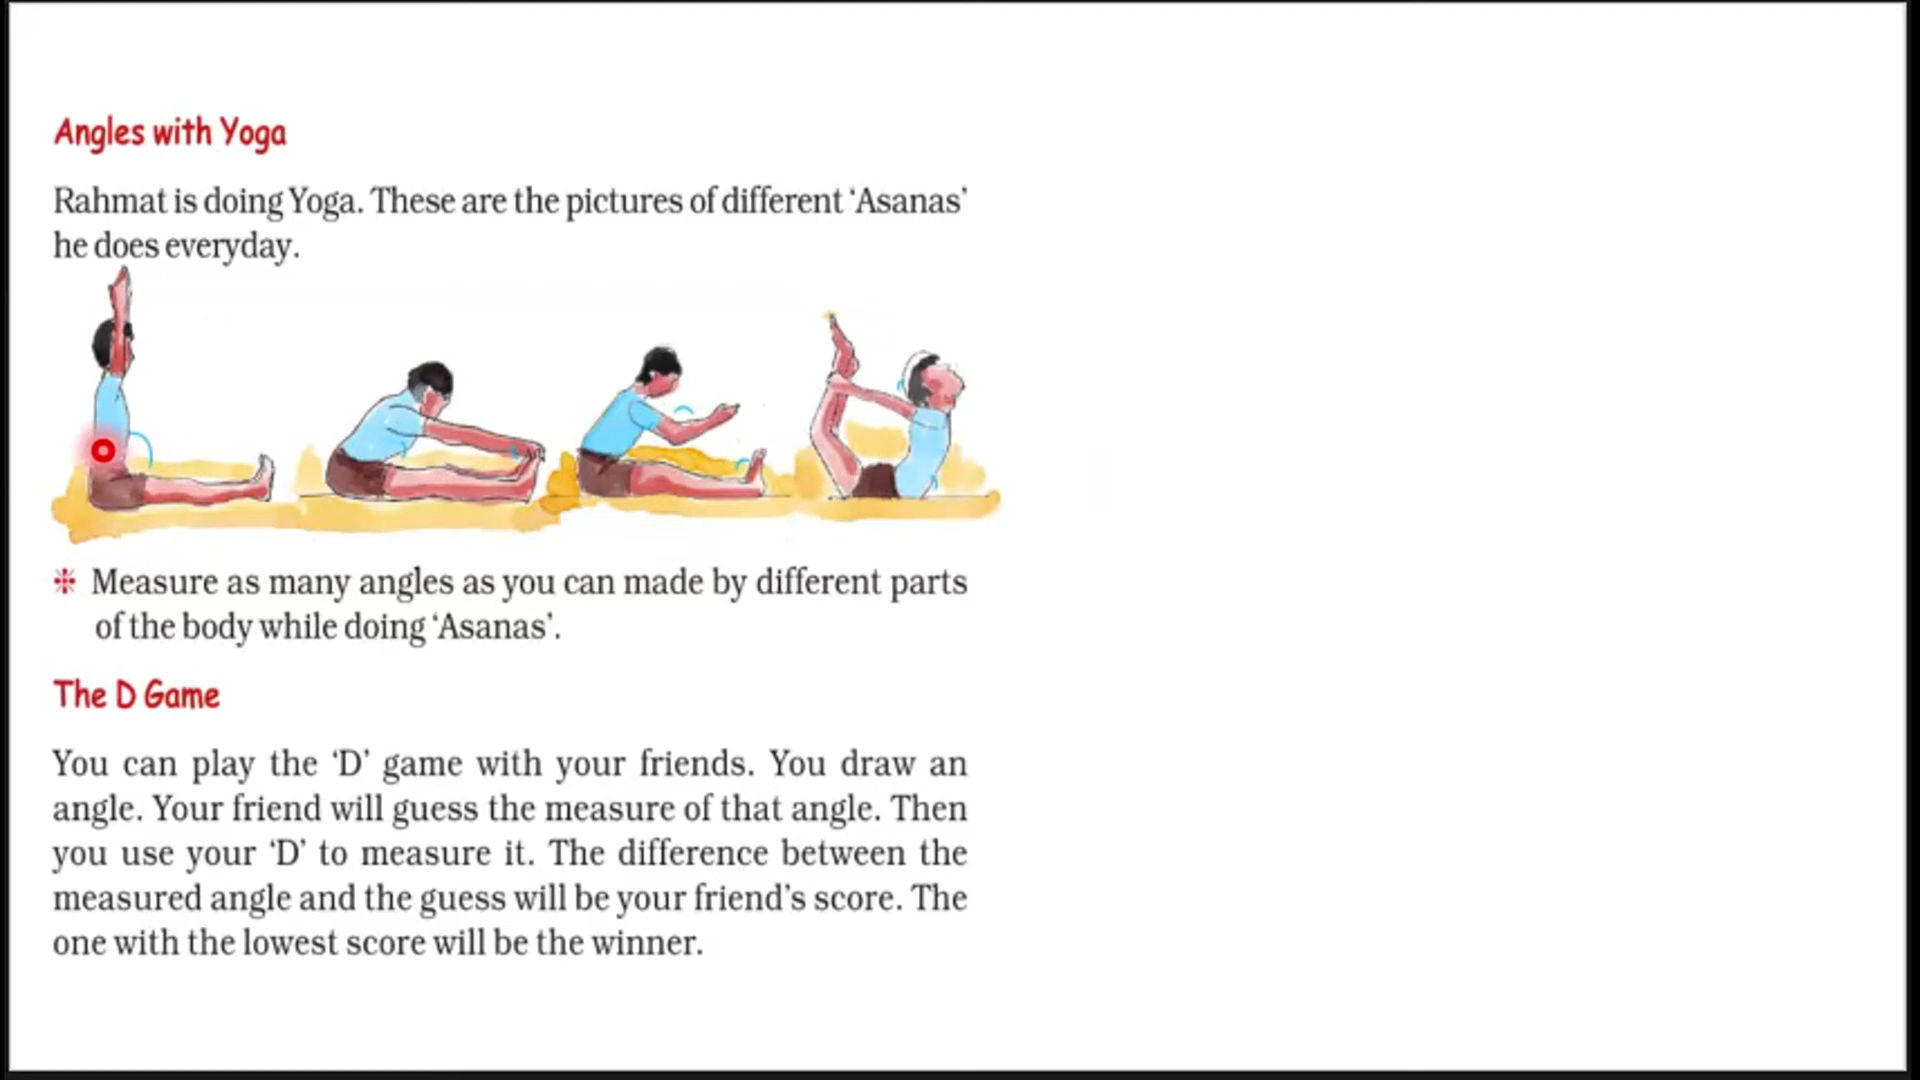 Angles with Yoga
Rahmat is doing Yoga. These are the pictures of different ‘Asanas’
he does everyday.
❉ Measure as many angles as you can made by different parts
of the body while doing ‘Asanas’.
The D Game
You can play the ‘D’ game with your friends. You draw an
angle. Your friend will guess the measure of that angle. Then
you use your ‘D’ to measure it. The difference between the
measured angle and the guess will be your friend’s score. The
one with the lowest score will be the winner.